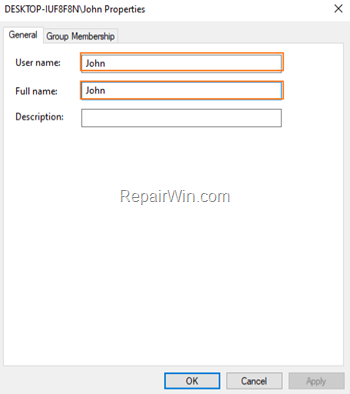 DESKTOP-IUF8F8N\John Properties
General Group Membership
User name: John
Full name: John
Description:
RepairWin.com
OK Cancel Apply